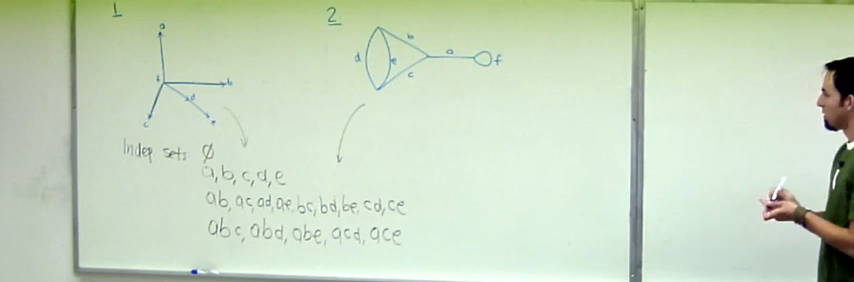 1
2
a
b
d
e
b
a
f
f
d
c
c
e
Indep sets ∅
a, b, c, d, e
ab, ac, ad, ae, bc, bd, be, cd, ce
abc, abd, abe, acd, ace